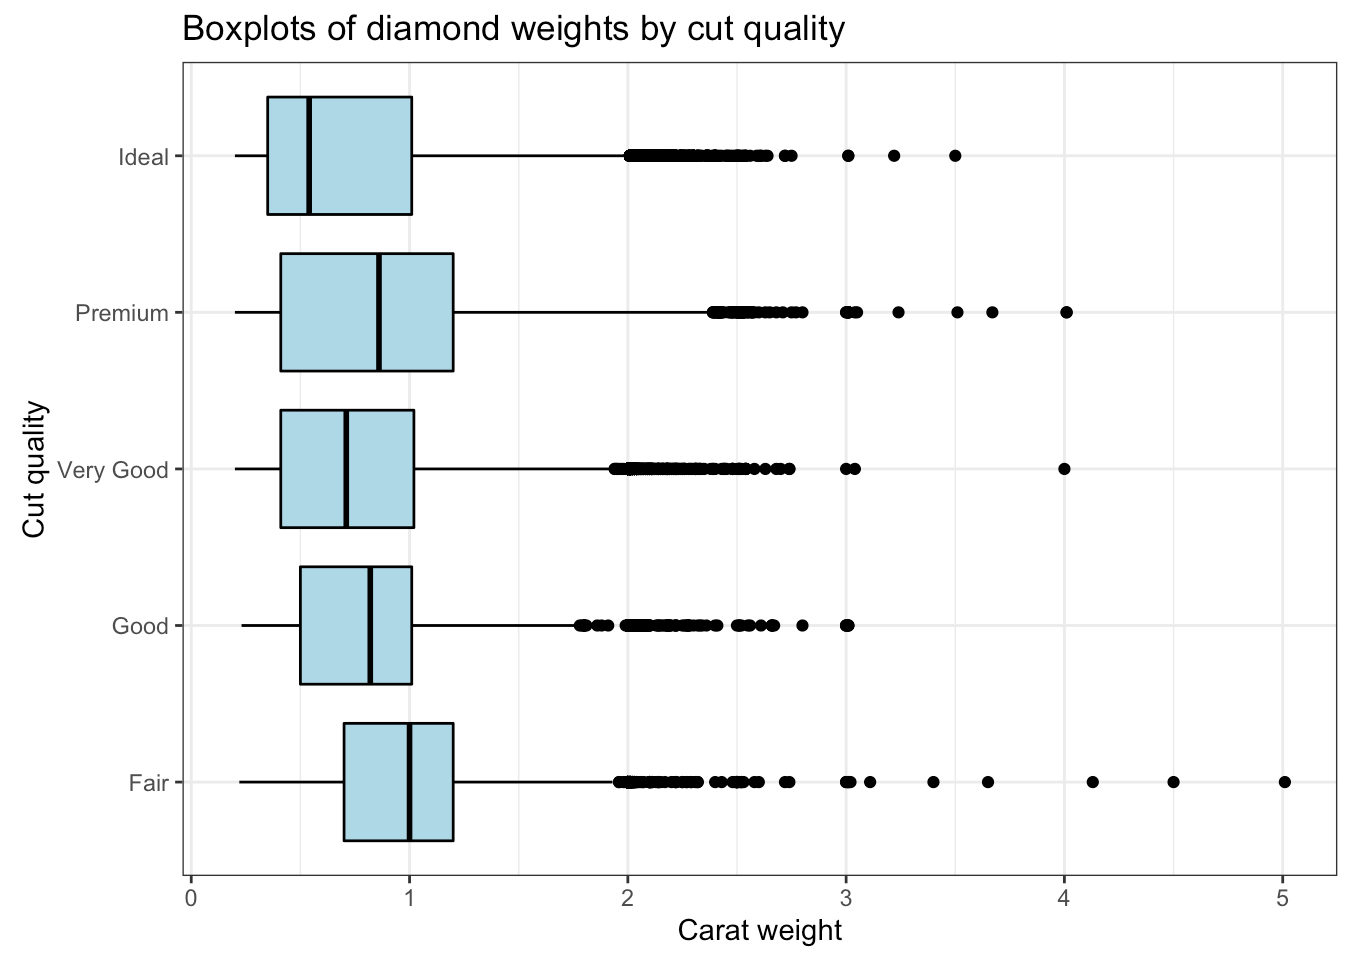 Boxplots of diamond weights by cut quality
Cut quality
Ideal
Premium
Very Good
Good
Fair
0 1 2 3 4 5
Carat weight